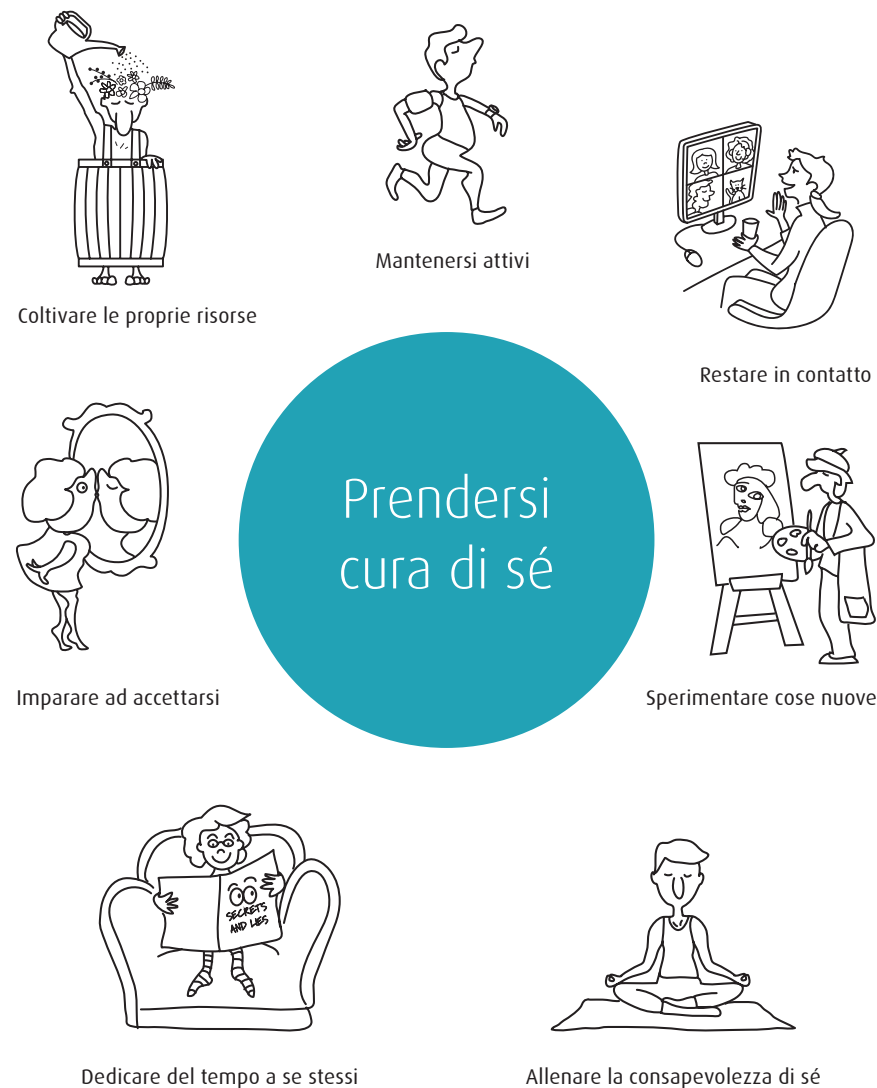 Mantenersi attivi
Coltivare le proprie risorse
Restare in contatto
Prendersi
cura di sé
Imparare ad accettarsi
Sperimentare cose nuove
SECRETS
AND LIES
Dedicare del tempo a se stessi
Allenare la consapevolezza di sé